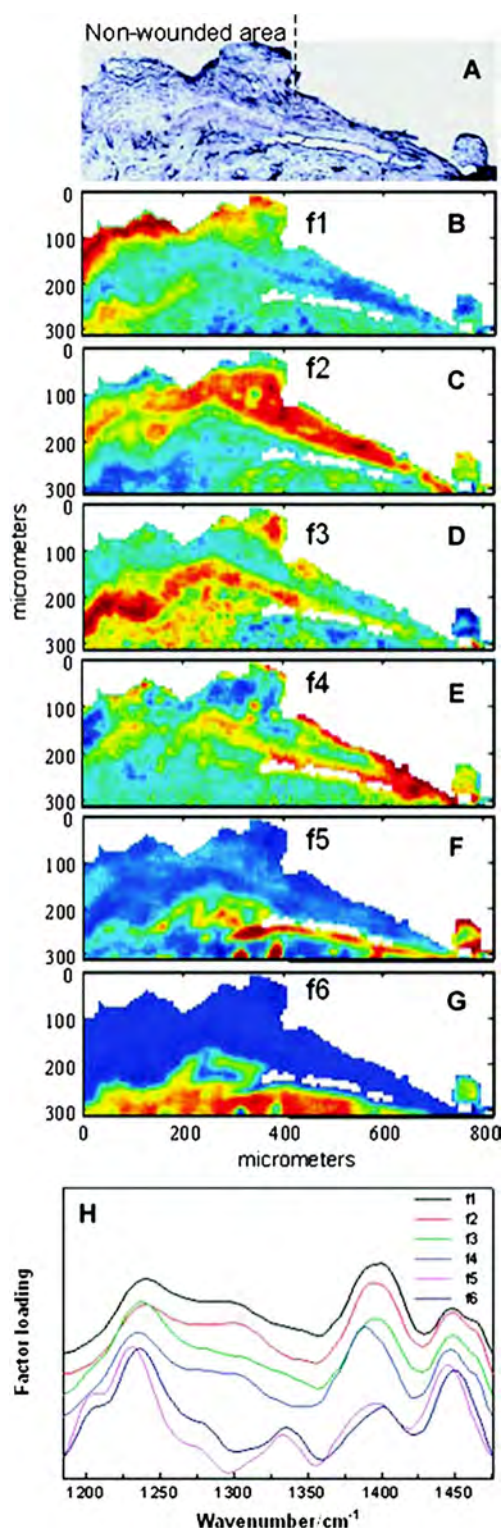 Non-wounded area
A
0
100
200
300
f1
B
0
100
200
300
f2
C
0
100
200
300
f3
D
0
100
200
300
f4
E
0
100
200
300
f5
F
0
100
200
300
f6
G
0 200 400 600 800
micrometers
micrometers
H
f1
f2
f3
f4
f5
f6
Factor loading
1200 1250 1300 1350 1400 1450
Wavenumber/cm-1